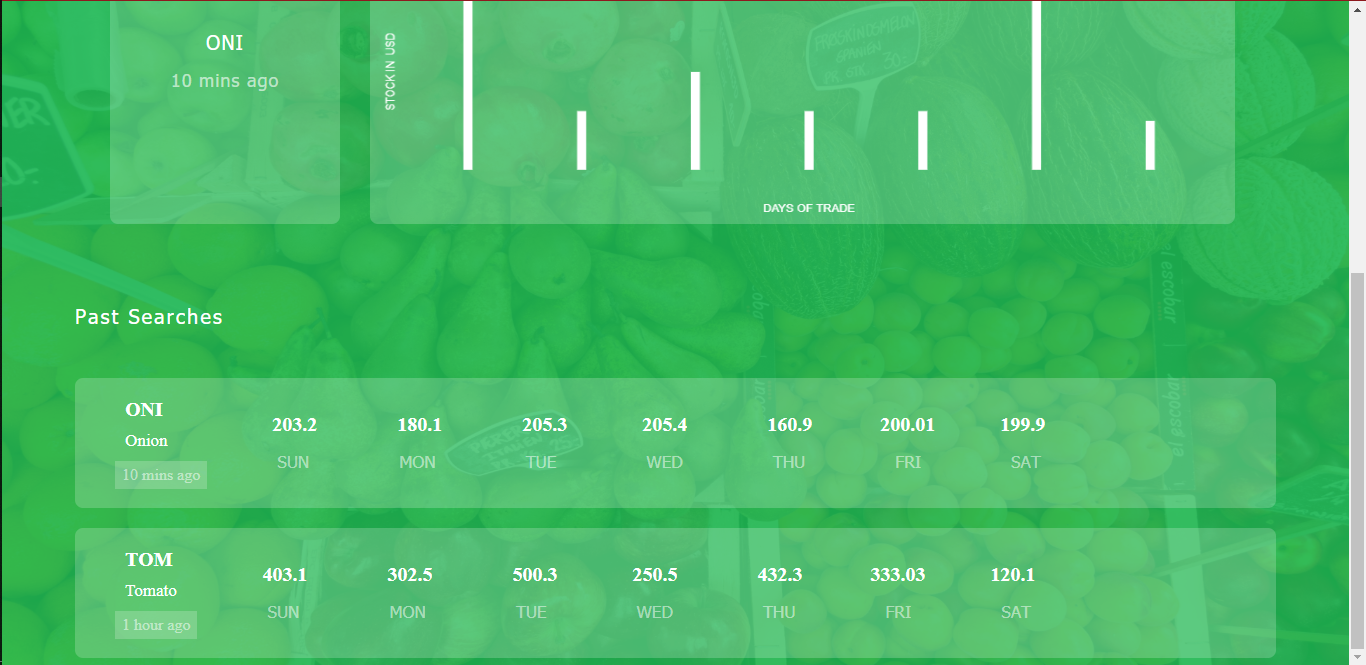 ONI
10 mins ago
STOCK IN USD
DAYS OF TRADE
Past Searches
ONI
Onion
10 mins ago
203.2 180.1 205.3 205.4 160.9 200.01 199.9
SUN MON TUE WED THU FRI SAT
TOM
Tomato
1 hour ago
403.1 302.5 500.3 250.5 432.3 333.03 120.1
SUN MON TUE WED THU FRI SAT
escobar